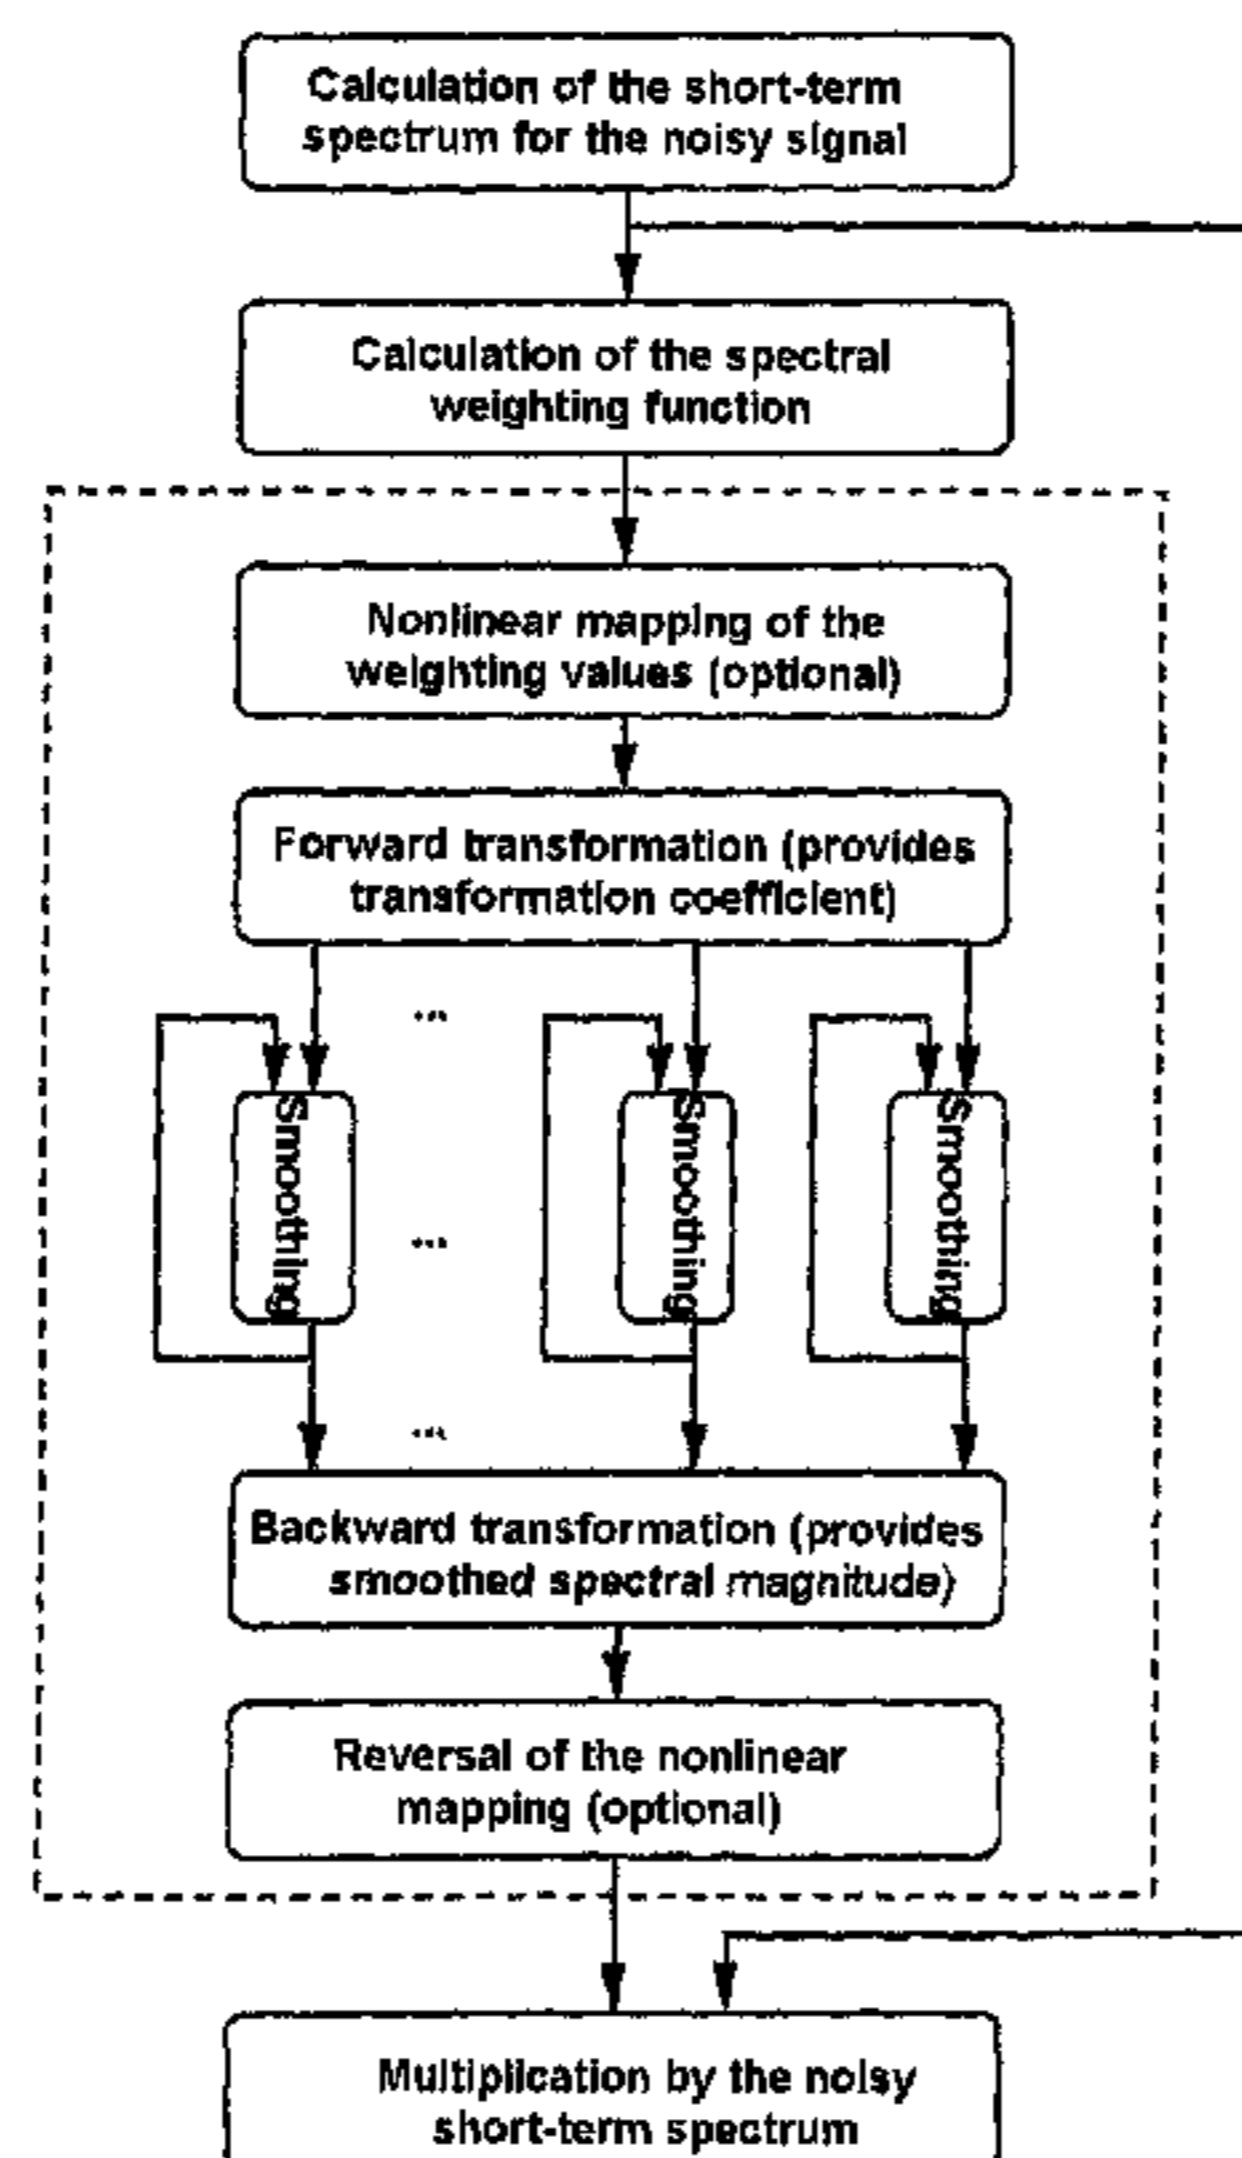 Calculation of the short-term
spectrum for the noisy signal
Calculation of the spectral
weighting function
Nonlinear mapping of the
weighting values (optional)
Forward transformation (provides
transformation coefficient)
...
Smoothing
...
Smoothing
Smoothing
...
Backward transformation (provides
smoothed spectral magnitude)
Reversal of the nonlinear
mapping (optional)
Multiplication by the noisy
short-term spectrum